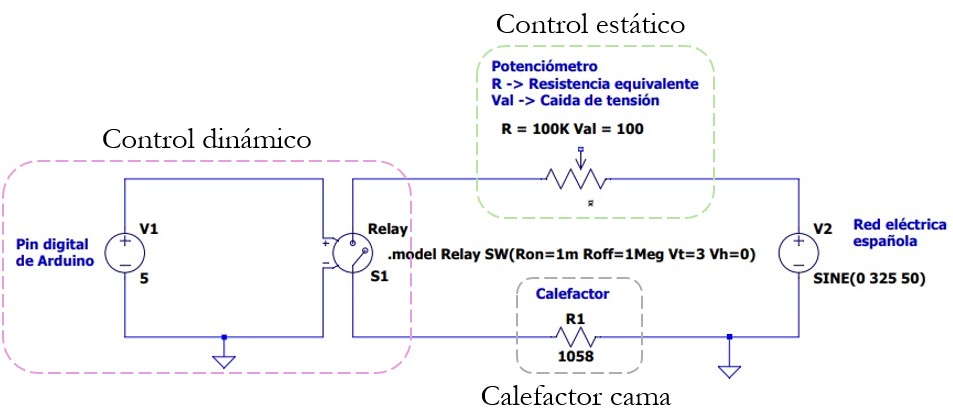 Control estático
Potenciómetro
R -> Resistencia equivalente
Val -> Caida de tensión
R = 100K Val = 100
Control dinámico
Pin digital
de Arduino
V1
5
+
−
Relay
.model Relay SW(Ron=1m Roff=1Meg Vt=3 Vh=0)
S1
V2
SINE(0 325 50)
Red eléctrica
española
Calefactor
R1
1058
Calefactor cama